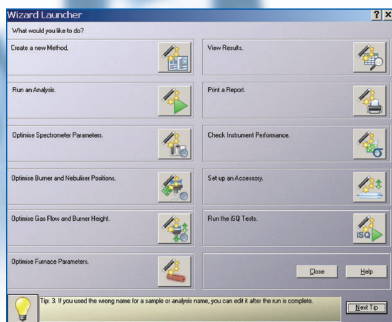 Wizard Launcher
What would you like to do?
Create a new Method.
Run an Analysis.
Optimise Spectrometer Parameters.
Optimise Burner and Nebuliser Positions.
Optimise Gas Flow and Burner Height.
Optimise Furnace Parameters.
View Results.
Print a Report.
Check Instrument Performance.
Set up an Accessory.
Run the iSQ Tests.
iSQ
Close
Help
Tip: 3. If you used the wrong name for a sample or analysis name, you can edit it after the run is complete.
Next Tip